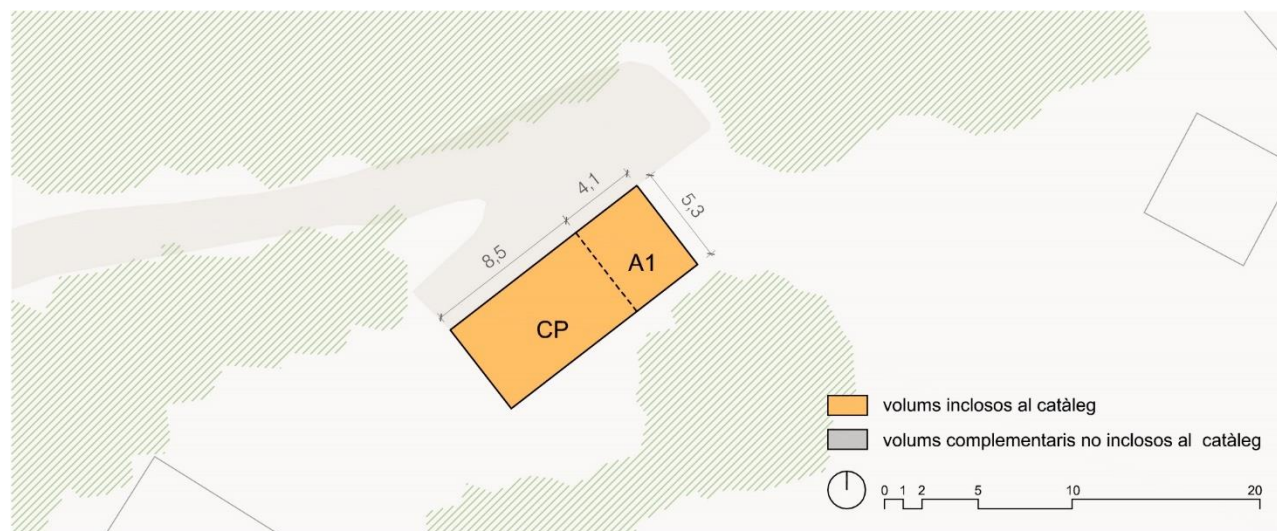 4,1
5,3
8,5
A1
CP
volums inclosos al catàleg
volums complementaris no inclosos al catàleg
0 1 2 5 10 20